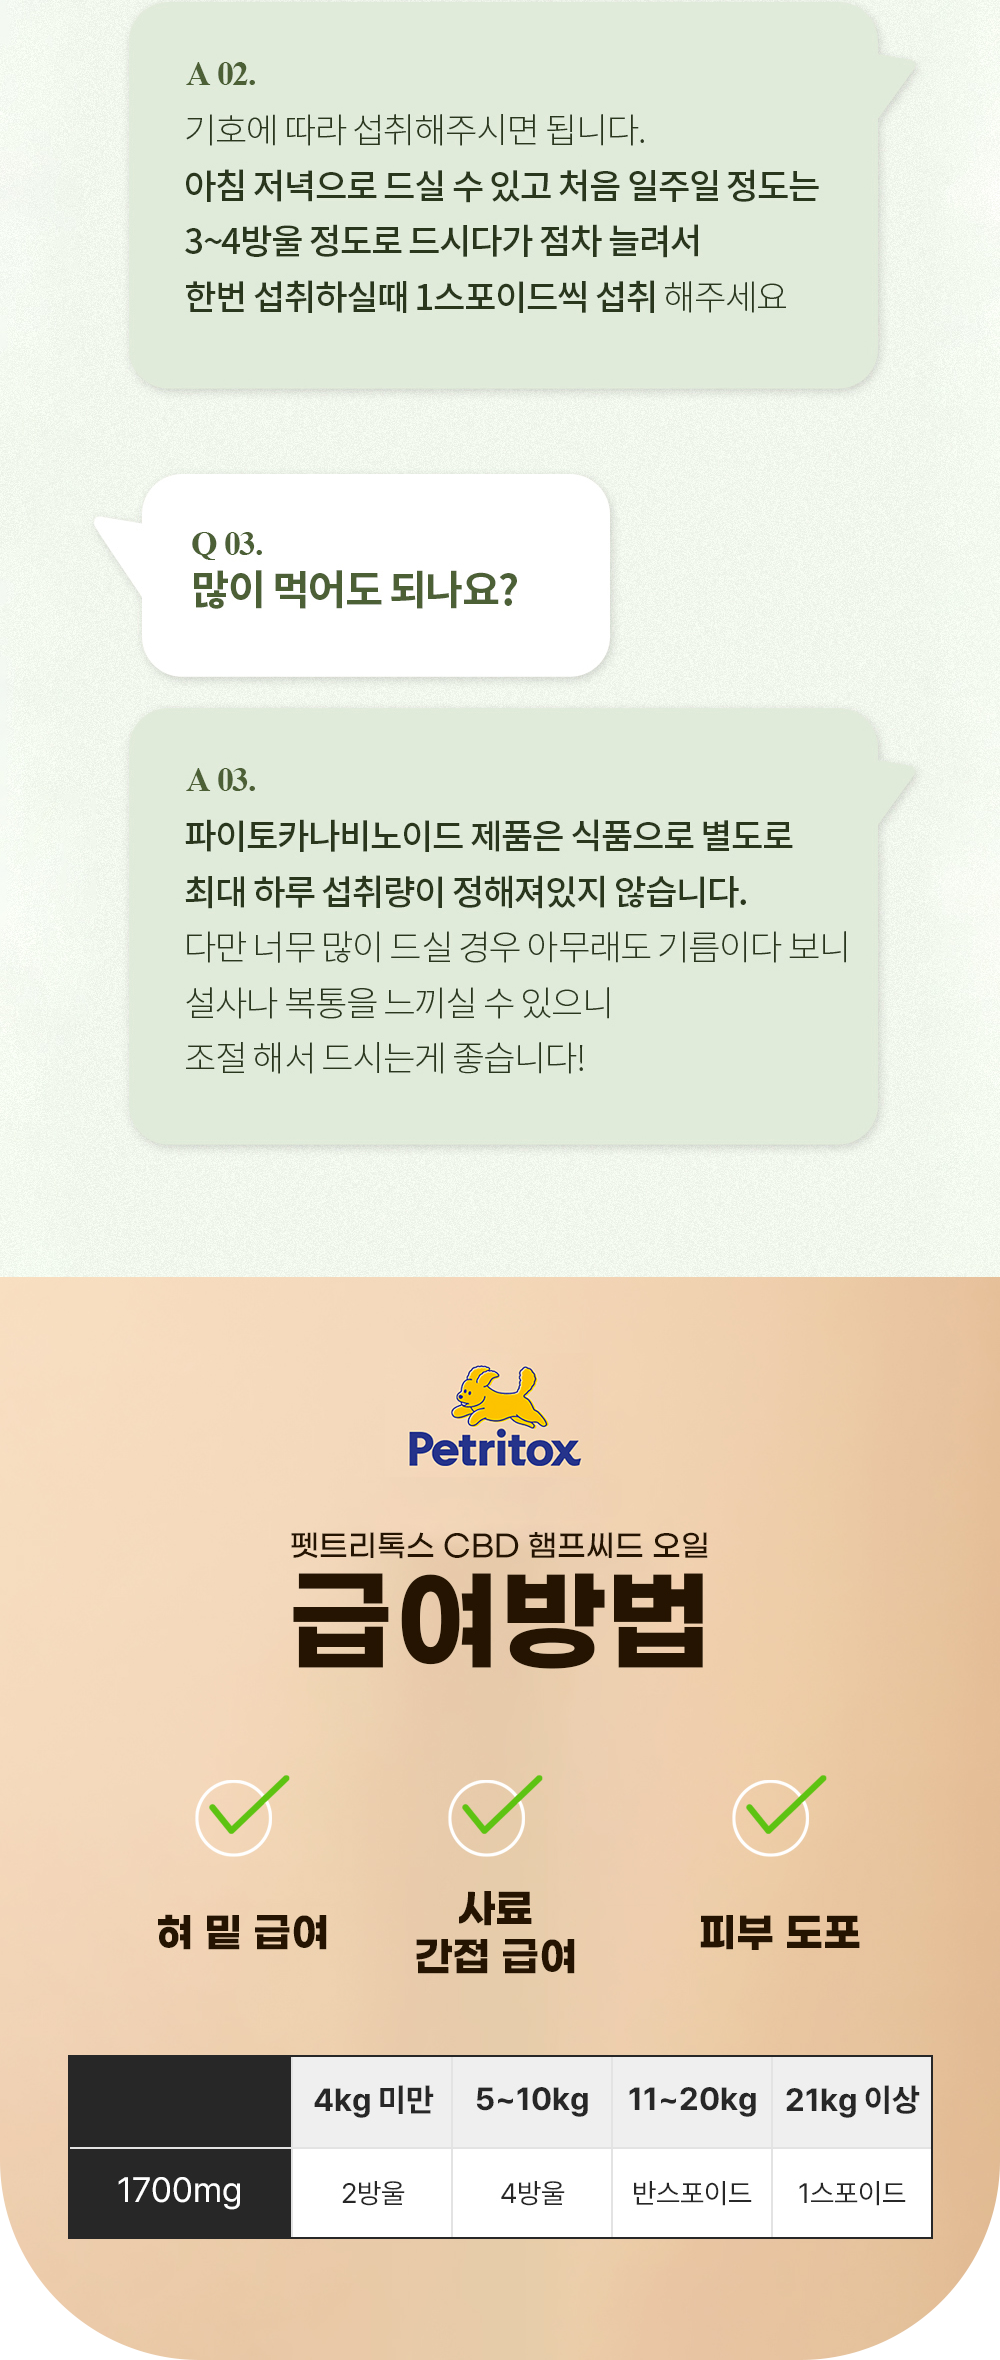 A 02.
기호에 따라 섭취해주시면 됩니다.
아침 저녁으로 드실 수 있고 처음 일주일 정도는
3~4방울 정도로 드시다가 점차 늘려서
한번 섭취하실때 1스포이드씩 섭취 해주세요
Q 03.
많이 먹어도 되나요?
A 03.
파이토카나비노이드 제품은 식품으로 별도로
최대 하루 섭취량이 정해져있지 않습니다.
다만 너무 많이 드실 경우 아무래도 기름이다 보니
설사나 복통을 느끼실 수 있으니
조절 해서 드시는게 좋습니다!
Petritox
펫트리톡스 CBD 햄프씨드 오일
급여방법
혀 밑 급여
사료
간접 급여
피부 도포
4kg 미만 5~10kg 11~20kg 21kg 이상
1700mg 2방울 4방울 반스포이드 1스포이드